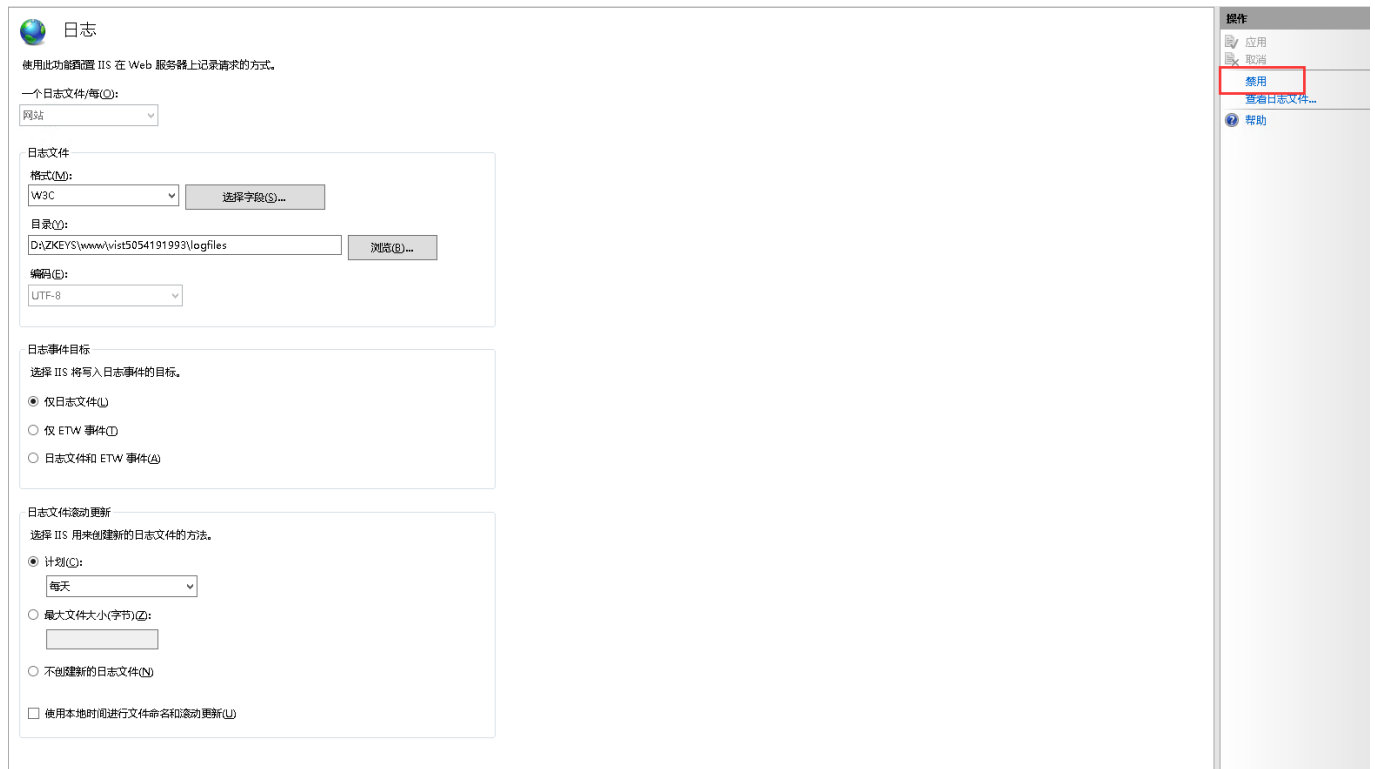 日志
使用此功能配置 IIS 在 Web 服务器上记录请求的方式。
一个日志文件/每(O):
网站
日志文件
格式(M):
W3C
选择字段(S)...
目录(Y):
D:\ZKEYS\www\vist5054191993\logfiles
浏览(B)...
编码(E):
UTF-8
日志事件目标
选择 IIS 将写入日志事件的目标。
仅日志文件(L)
仅 ETW 事件(T)
日志文件和 ETW 事件(A)
日志文件滚动更新
选择 IIS 用来创建新的日志文件的方法。
计划(C):
每天
最大文件大小(字节)(Z):
不创建新的日志文件(N)
使用本地时间进行文件命名和滚动更新(U)
操作
应用
取消
禁用
查看日志文件...
帮助